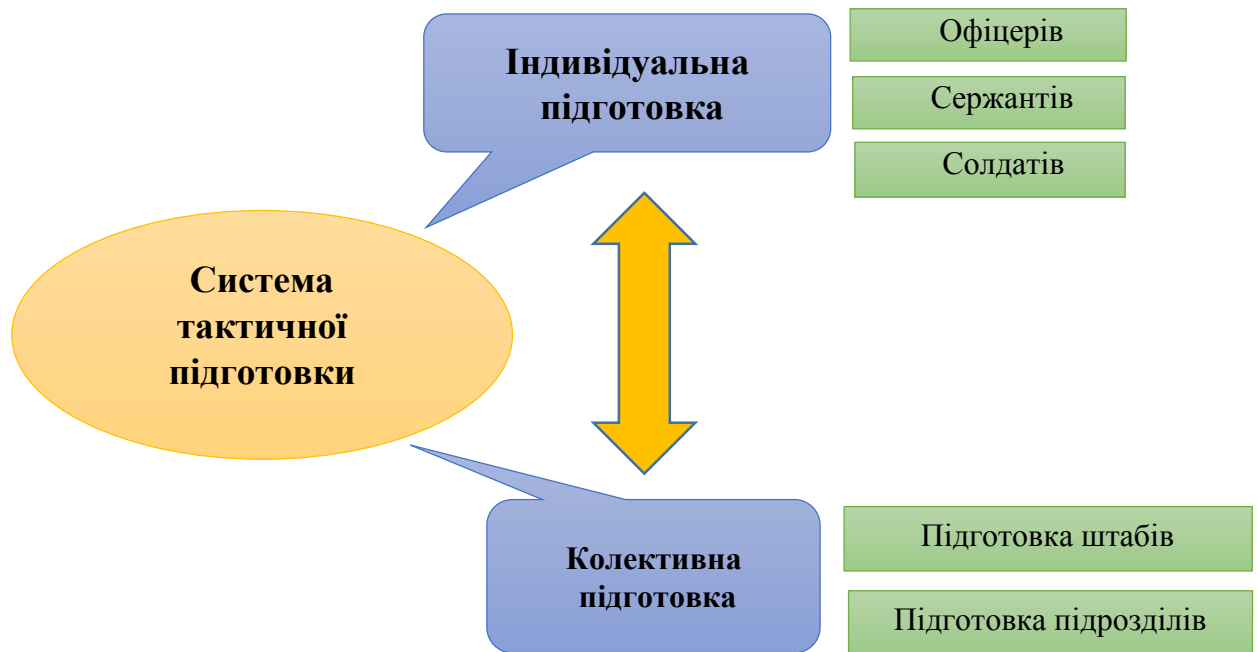 Індивідуальна
підготовка
Офіцерів
Сержантів
Солдатів
Система
тактичної
підготовки
Колективна
підготовка
Підготовка штабів
Підготовка підрозділів